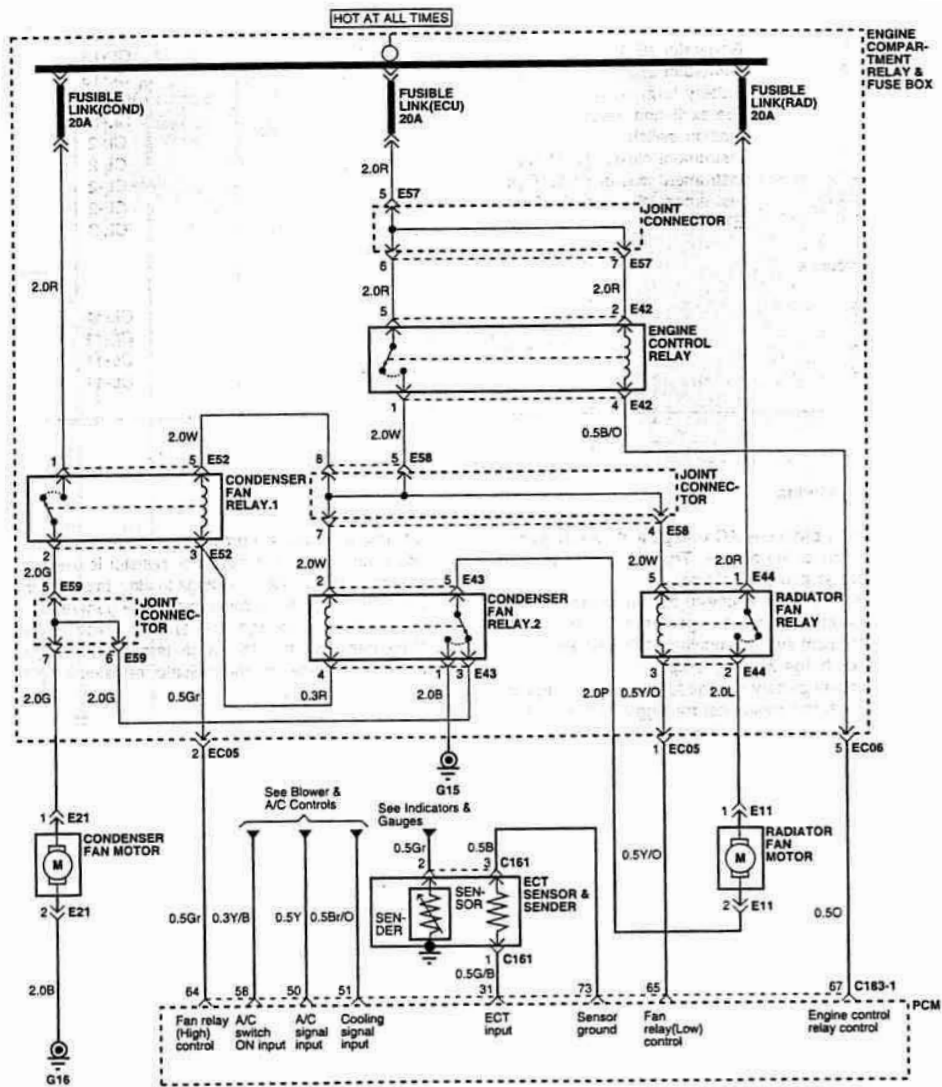 HOT AT ALL TIMES
ENGINE
COMPAR-
TMENT
RELAY &
FUSE BOX
FUSIBLE
LINK(COND)
20A
FUSIBLE
LINK(ECU)
20A
FUSIBLE
LINK(RAD)
20A
2.0R
5 E57
JOINT
CONNECTOR
6
7 E57
2.0R
2.0R
2.0R
5
2 E42
ENGINE
CONTROL
RELAY
1
4 E42
2.0W
2.0W
0.5B/O
1
5 E52
CONDENSER
FAN
RELAY.1
8
5 E58
JOINT
CONNEC-
TOR
2
3 E52
7
4 E58
2.0G
2.0W
2.0W
2.0R
5 E59
JOINT
CONNEC-
TOR
2
5 E43
CONDENSER
FAN
RELAY.2
5
1 E44
RADIATOR
FAN
RELAY
7
6 E59
4
1
3 E43
3
2 E44
2.0G
2.0G
0.5Gr
0.3R
2.0B
2.0P
0.5Y/O
2.0L
2 EC05
1 EC05
5 EC06
G15
See Blower &
A/C Controls
See Indicators &
Gauges
1 E21
CONDENSER
FAN MOTOR
M
2 E21
0.5Gr
0.5B
2
3 C161
ECT
SENSOR &
SENDER
SEN-
DER
SEN-
SOR
1 C161
0.5Y/O
1 E11
RADIATOR
FAN
MOTOR
M
2 E11
0.5Gr
0.3Y/B
0.5Y
0.5Br/O
0.5G/B
0.5O
2.0B
64
58
50
51
31
73
65
67 C183-1
PCM
Fan relay
(High)
control
A/C
switch
ON input
A/C
signal
input
Cooling
signal
input
ECT
input
Sensor
ground
Fan
relay(Low)
control
Engine control
relay control
G16